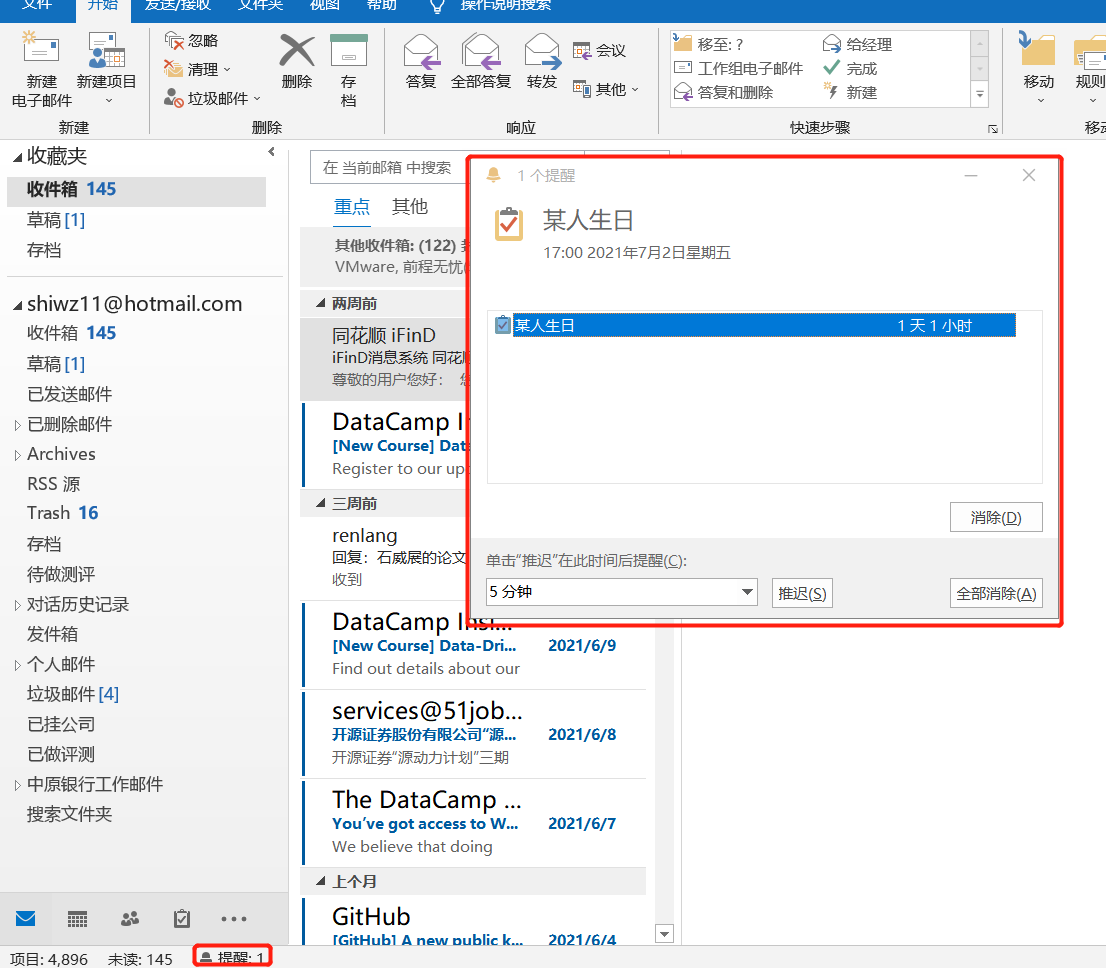 文件 开始 发送/接收 文件夹 视图 帮助 操作说明搜索
新建
电子邮件
新建项目
新建
忽略
清理
垃圾邮件
删除
存
档
删除
答复
全部答复
转发
会议
其他
响应
移至: ?
工作组电子邮件
答复和删除
给经理
完成
新建
快速步骤
移动
规则
收藏夹
收件箱 145
草稿 [1]
存档
shiwz11@hotmail.com
收件箱 145
草稿 [1]
已发送邮件
已删除邮件
Archives
RSS 源
Trash 16
存档
待做测评
对话历史记录
发件箱
个人邮件
垃圾邮件 [4]
已挂公司
已做评测
中原银行工作邮件
搜索文件夹
在 当前邮箱 中搜索
重点 其他
其他收件箱: (122)
VMware, 前程无忧(
两周前
同花顺 iFinD
iFinD消息系统 同花
尊敬的用户您好：
DataCamp I
[New Course] Dat
Register to our up
三周前
renlang
回复：石威展的论文
收到
DataCamp Insi...
[New Course] Data-Dri... 2021/6/9
Find out details about our
services@51job...
开源证券股份有限公司“源... 2021/6/8
开源证券“源动力计划”三期
The DataCamp ...
You’ve got access to W... 2021/6/7
We believe that doing
上个月
GitHub
[GitHub] A new public k... 2021/6/4
1 个提醒
某人生日
17:00 2021年7月2日星期五
某人生日 1 天 1 小时
消除(D)
单击“推迟”在此时间后提醒(C):
5 分钟
推迟(S)
全部消除(A)
项目: 4,896 未读: 145 提醒: 1